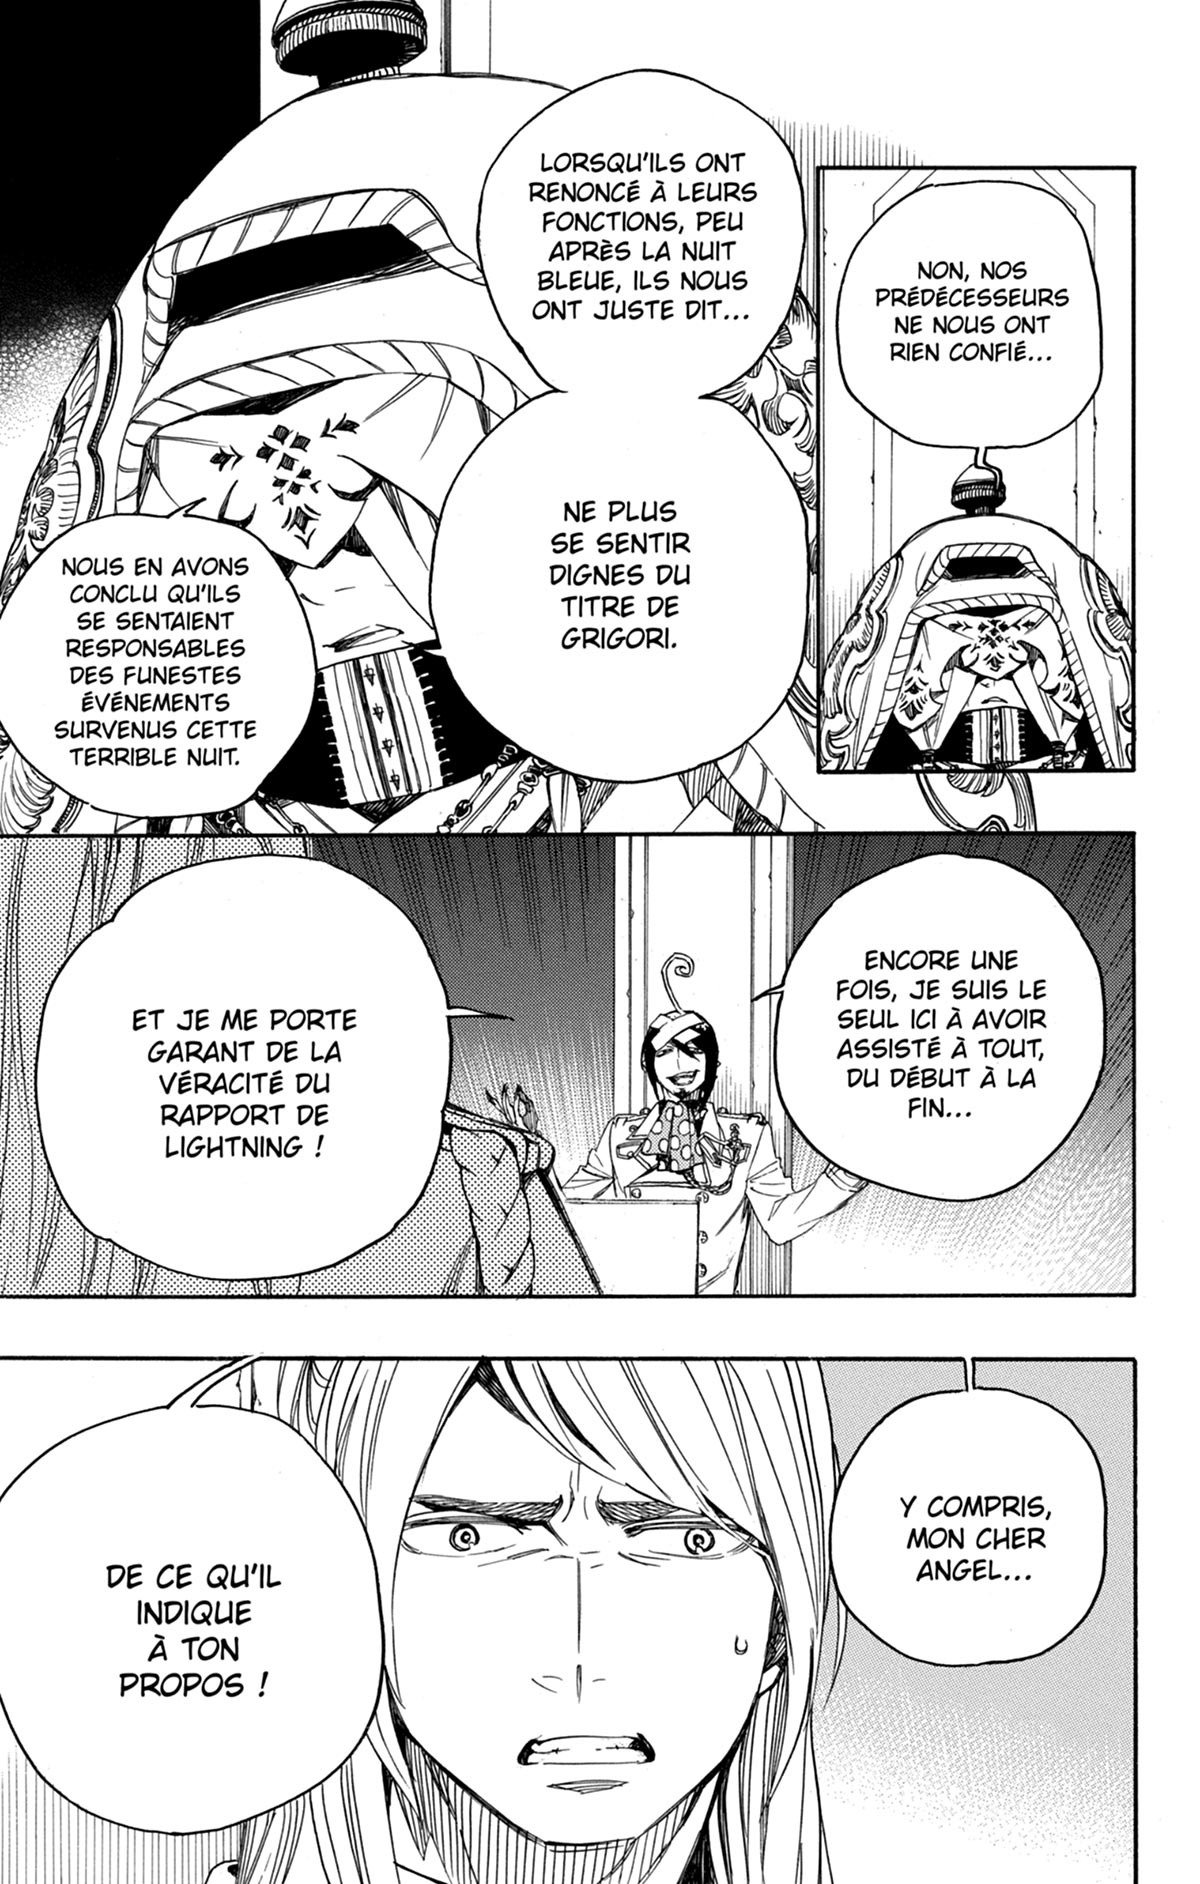 NON, NOS
PRÉDÉCESSEURS
NE NOUS ONT
RIEN CONFIÉ...
LORSQU'ILS ONT
RENONCÉ À LEURS
FONCTIONS, PEU
APRÈS LA NUIT
BLEUE, ILS NOUS
ONT JUSTE DIT...
NE PLUS
SE SENTIR
DIGNES DU
TITRE DE
GRIGORI.
NOUS EN AVONS
CONCLU QU'ILS
SE SENTAIENT
RESPONSABLES
DES FUNESTES
ÉVÉNEMENTS
SURVENUS CETTE
TERRIBLE NUIT.
ENCORE UNE
FOIS, JE SUIS LE
SEUL ICI À AVOIR
ASSISTÉ À TOUT,
DU DÉBUT À LA
FIN...
ET JE ME PORTE
GARANT DE LA
VÉRACITÉ DU
RAPPORT DE
LIGHTNING !
Y COMPRIS,
MON CHER
ANGEL...
DE CE QU'IL
INDIQUE
À TON
PROPOS !